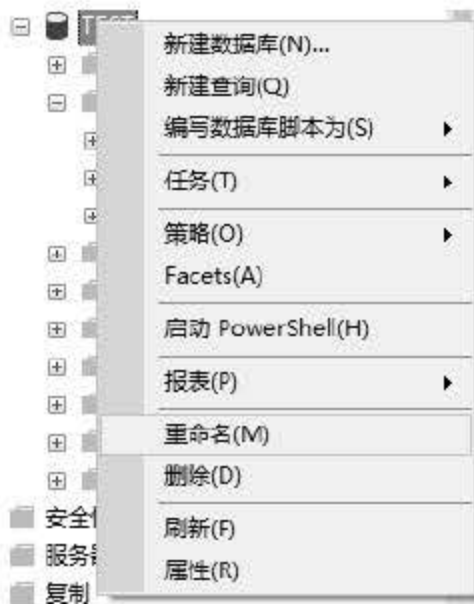 TEST
新建数据库(N)...
新建查询(Q)
编写数据库脚本为(S)
任务(T)
策略(O)
Facets(A)
启动 PowerShell(H)
报表(P)
重命名(M)
删除(D)
刷新(F)
属性(R)
安全
服务器
复制